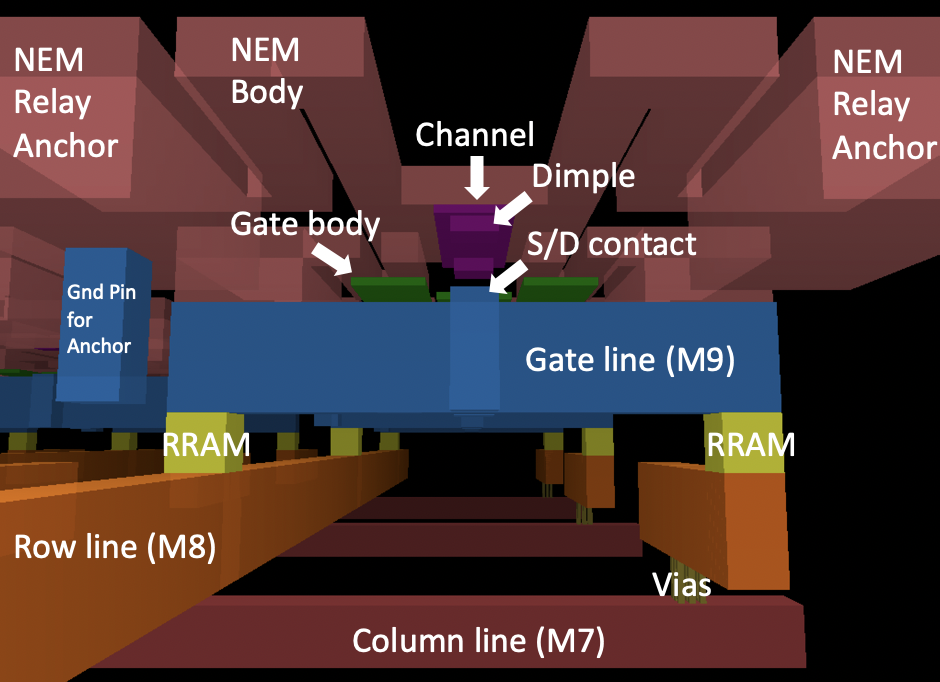 NEM
Relay
Anchor
NEM
Body
NEM
Relay
Anchor
Channel
Dimple
Gate body
S/D contact
Gnd Pin
for
Anchor
Gate line (M9)
RRAM
RRAM
Row line (M8)
Vias
Column line (M7)